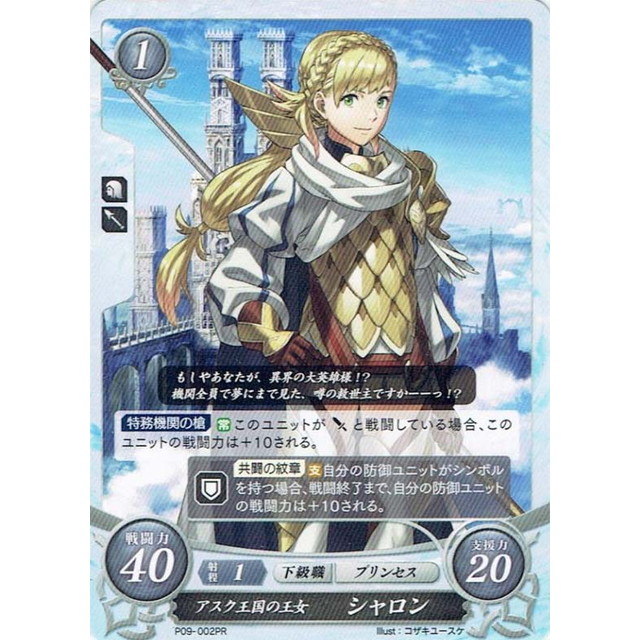 1
もしやあなたが、異界の大英雄様!?
機関全員で夢にまで見た、噂の救世主ですかーーっ!?
特務機関の槍 常 このユニットが と戦闘している場合、この
ユニットの戦闘力は+10される。
共闘の紋章 支 自分の防御ユニットがシンボル
を持つ場合、戦闘終了まで、自分の防御ユニット
の戦闘力は+10される。
戦闘力 40
射程 1
下級職
プリンセス
支援力 20
アスク王国の王女 シャロン
P09-002PR
Illust:コザキユースケ